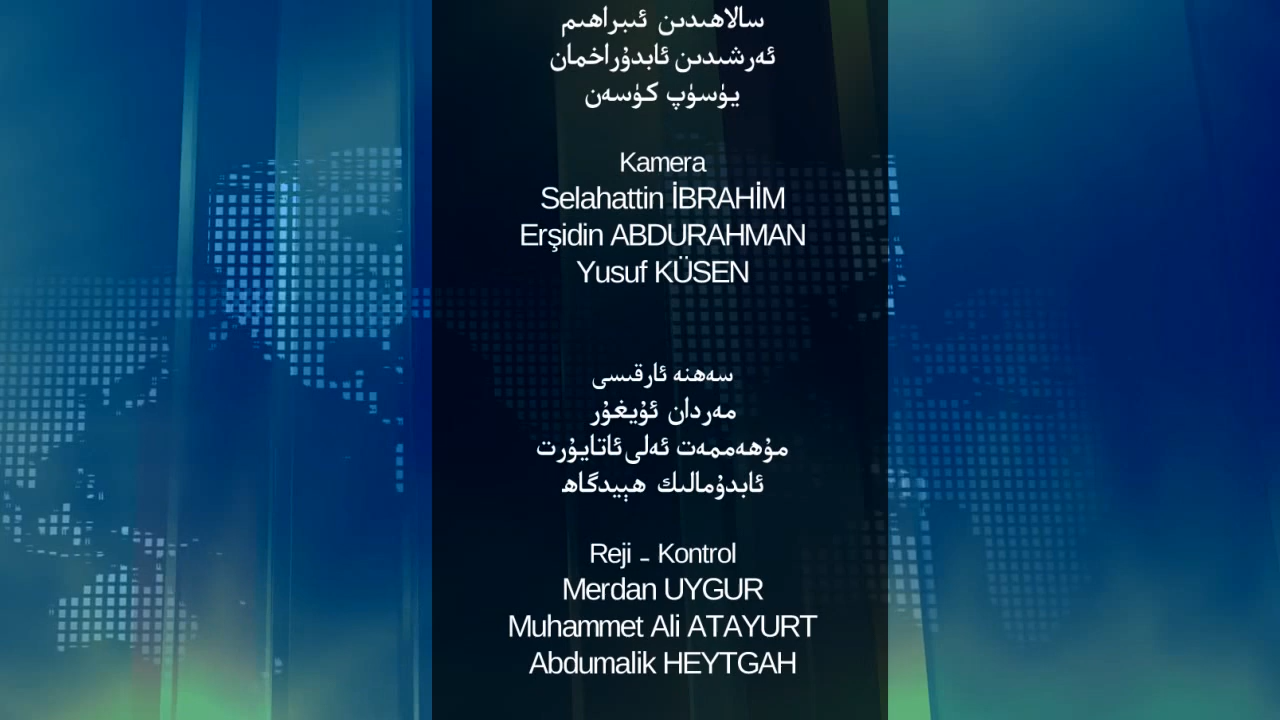 سالاھىدىن ئىبراھىم
ئەرشىدىن ئابدۇراخمان
يۈسۈپ كۈسەن
Kamera
Selahattin İBRAHİM
Erşidin ABDURAHMAN
Yusuf KÜSEN
سەھنە ئارقىسى
مەردان ئۇيغۇر
مۇھەممەت ئەلى ئاتايۇرت
ئابدۇمالىك ھېيدگاھ
Reji - Kontrol
Merdan UYGUR
Muhammet Ali ATAYURT
Abdumalik HEYTGAH